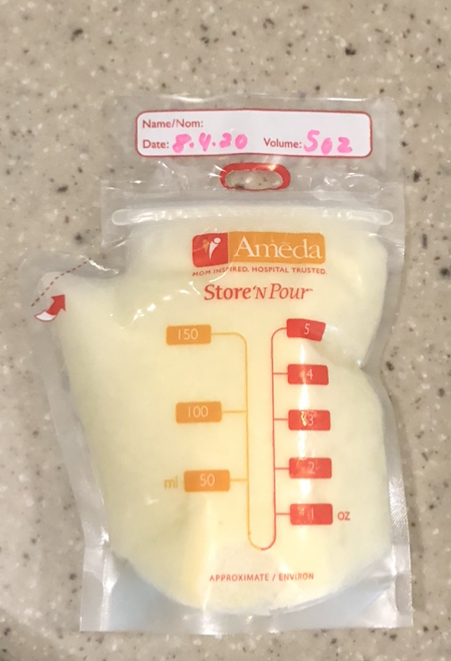 Name/Nom:
Date: 8.4.20 Volume: 5oz
Ameda
MOM INSPIRED. HOSPITAL TRUSTED.
Store'N Pour™
150 5
4
100 3
2
ml 50
1 oz
APPROXIMATE / ENVIRON